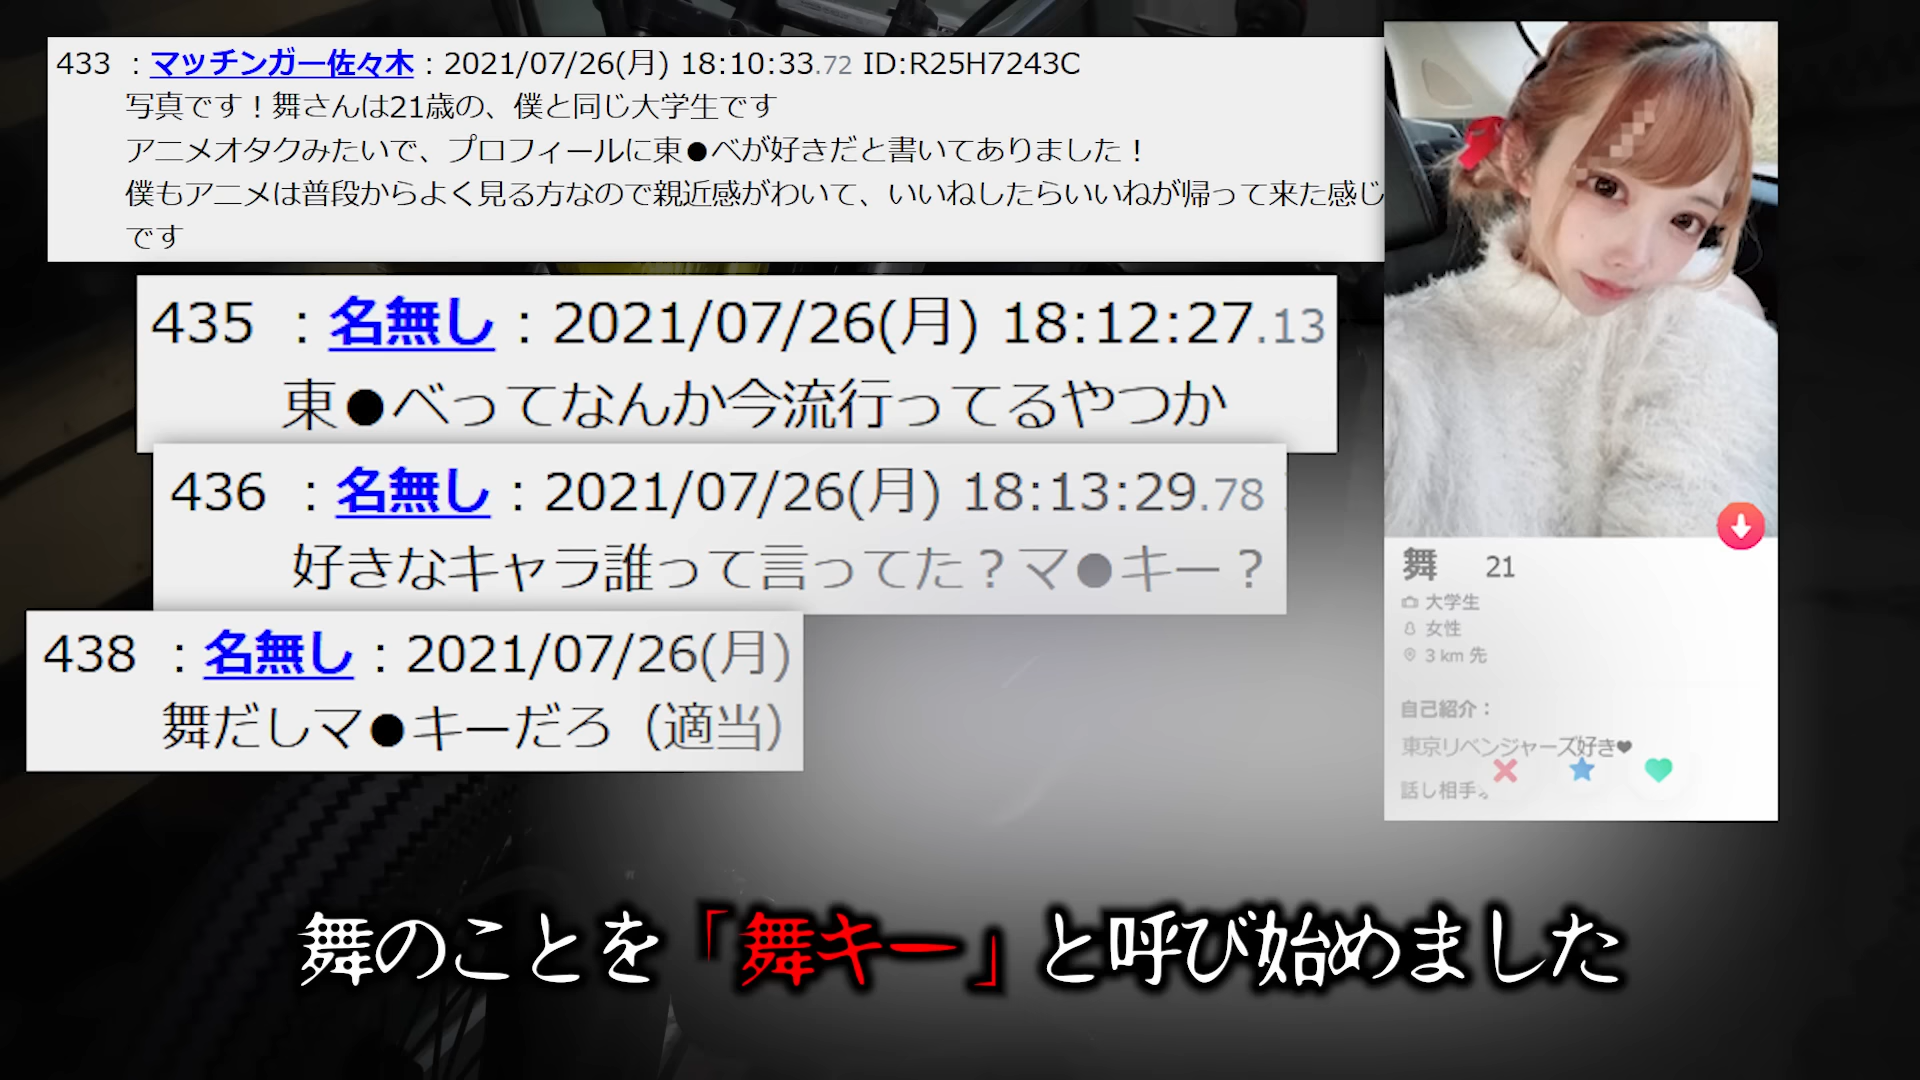 433 ：マッチンガー佐々木：2021/07/26(月) 18:10:33.72 ID:R25H7243C
写真です！舞さんは21歳の、僕と同じ大学生です
アニメオタクみたいで、プロフィールに東●べが好きだと書いてありました！
僕もアニメは普段からよく見る方なので親近感がわいて、いいねしたらいいねが帰って来た感じ
です
435 ：名無し：2021/07/26(月) 18:12:27.13
東●べってなんか今流行ってるやつか
436 ：名無し：2021/07/26(月) 18:13:29.78
好きなキャラ誰って言ってた？マ●キー？
438 ：名無し：2021/07/26(月)
舞だしマ●キーだろ（適当）
舞 21
大学生
女性
3 km 先
自己紹介：
東京リベンジャーズ好き❤
話し相手
舞のことを「舞キー」と呼び始めました